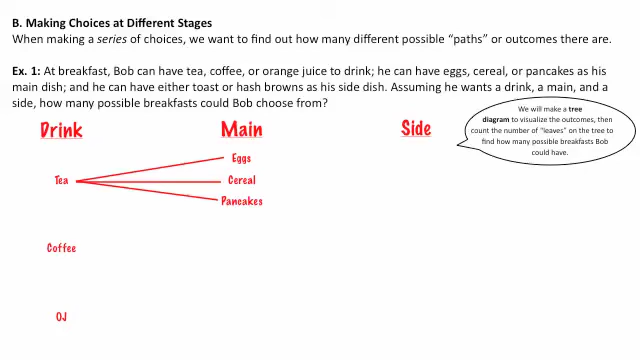 B. Making Choices at Different Stages
When making a series of choices, we want to find out how many different possible “paths” or outcomes there are.
Ex. 1: At breakfast, Bob can have tea, coffee, or orange juice to drink; he can have eggs, cereal, or pancakes as his
main dish; and he can have either toast or hash browns as his side dish. Assuming he wants a drink, a main, and a
side, how many possible breakfasts could Bob choose from?
We will make a tree
diagram to visualize the outcomes, then
count the number of “leaves” on the tree to
find how many possible breakfasts Bob
could have.
Drink Main Side
Eggs
Tea Cereal
Pancakes
Coffee
OJ